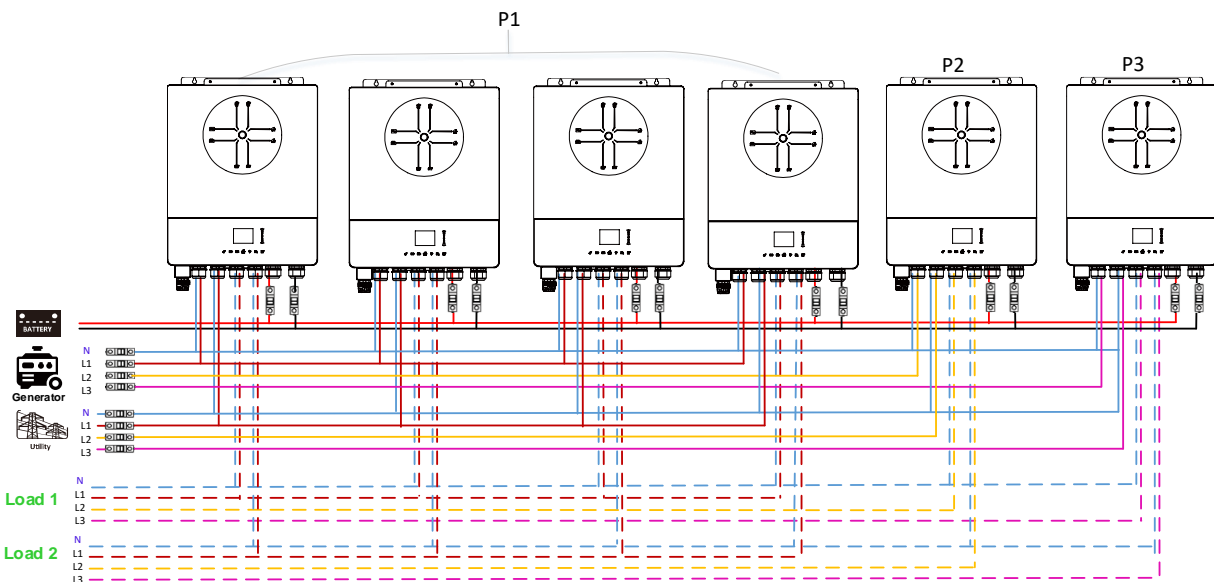 P1
P2
P3
BATTERY
N
L1
L2
L3
Generator
N
L1
L2
L3
Utility
N
Load 1
L1
L2
L3
N
Load 2
L1
L2
L3